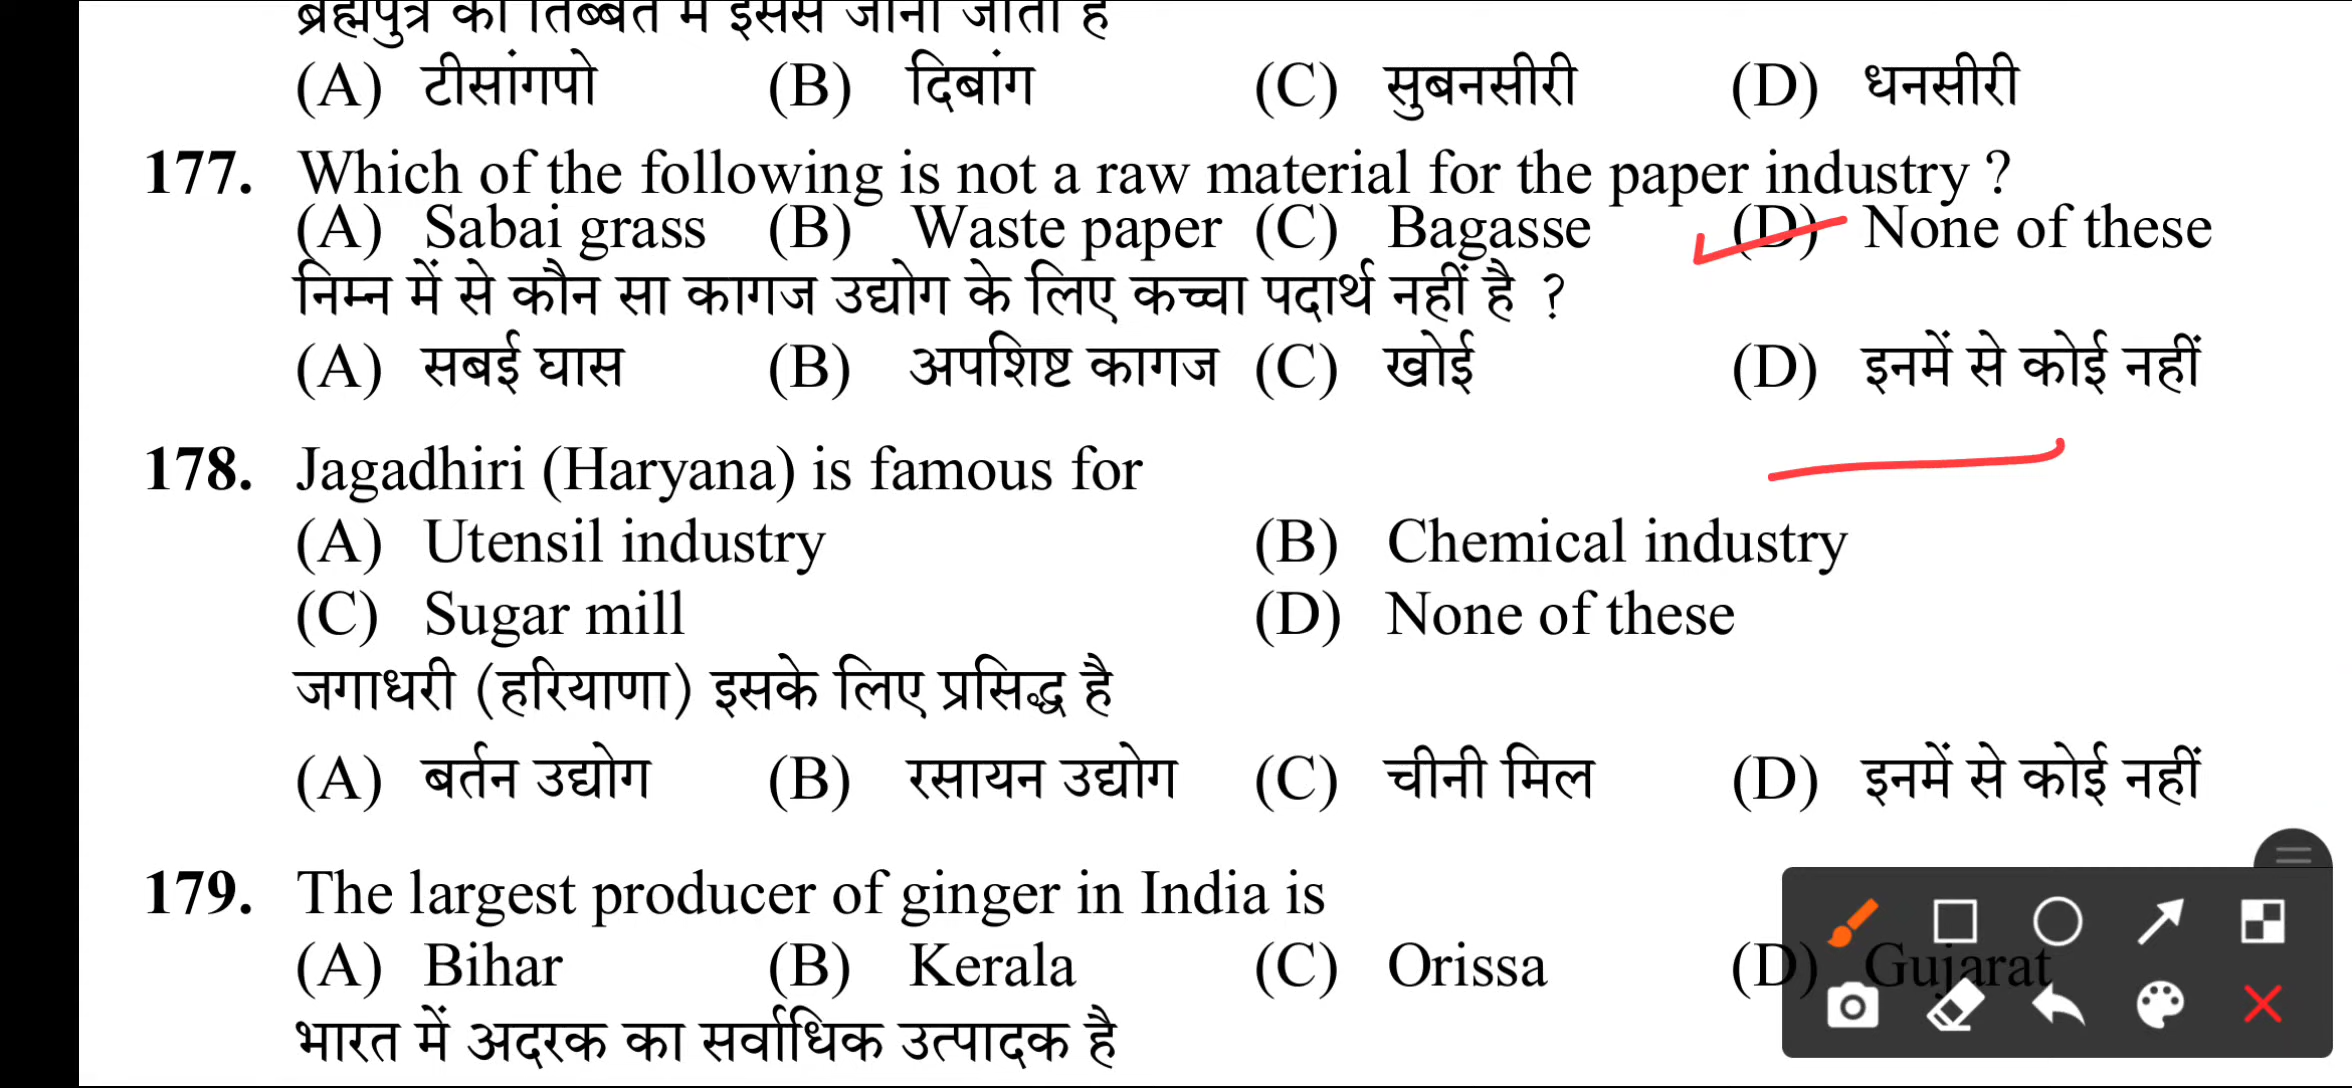 ब्रह्मपुत्र को तिब्बत में इससे जाना जाता है
(A) टीसांगपो (B) दिबांग (C) सुबनसीरी (D) धनसीरी
177. Which of the following is not a raw material for the paper industry ?
(A) Sabai grass (B) Waste paper (C) Bagasse (D) None of these
निम्न में से कौन सा कागज उद्योग के लिए कच्चा पदार्थ नहीं है ?
(A) सबई घास (B) अपशिष्ट कागज (C) खोई (D) इनमें से कोई नहीं
178. Jagadhiri (Haryana) is famous for
(A) Utensil industry (B) Chemical industry
(C) Sugar mill (D) None of these
जगाधरी (हरियाणा) इसके लिए प्रसिद्ध है
(A) बर्तन उद्योग (B) रसायन उद्योग (C) चीनी मिल (D) इनमें से कोई नहीं
179. The largest producer of ginger in India is
(A) Bihar (B) Kerala (C) Orissa (D) Gujarat
भारत में अदरक का सर्वाधिक उत्पादक है